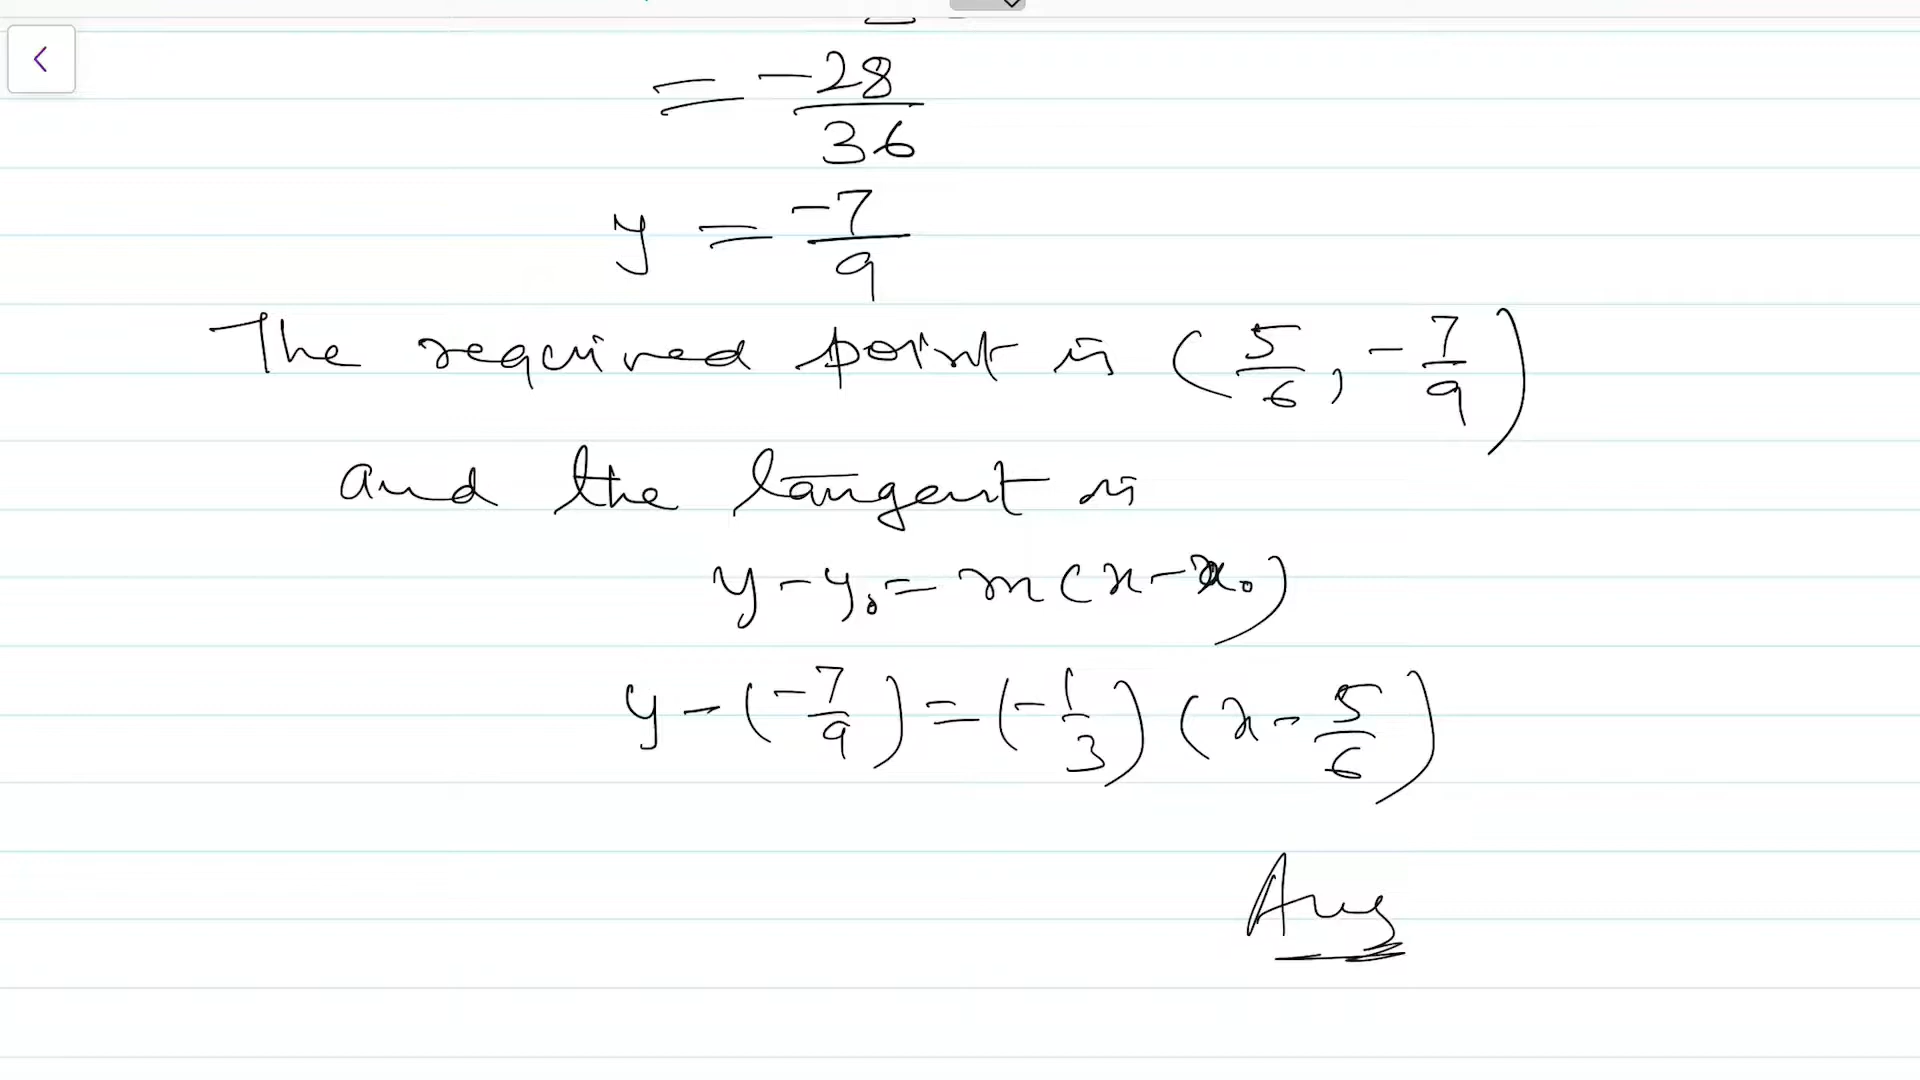 = -28/36
y = -7/9
The required point is (5/6, -7/9)
and the tangent is
y - y₀ = m(x - x₀)
y - (-7/9) = (-1/3) (x - 5/6)
Ans